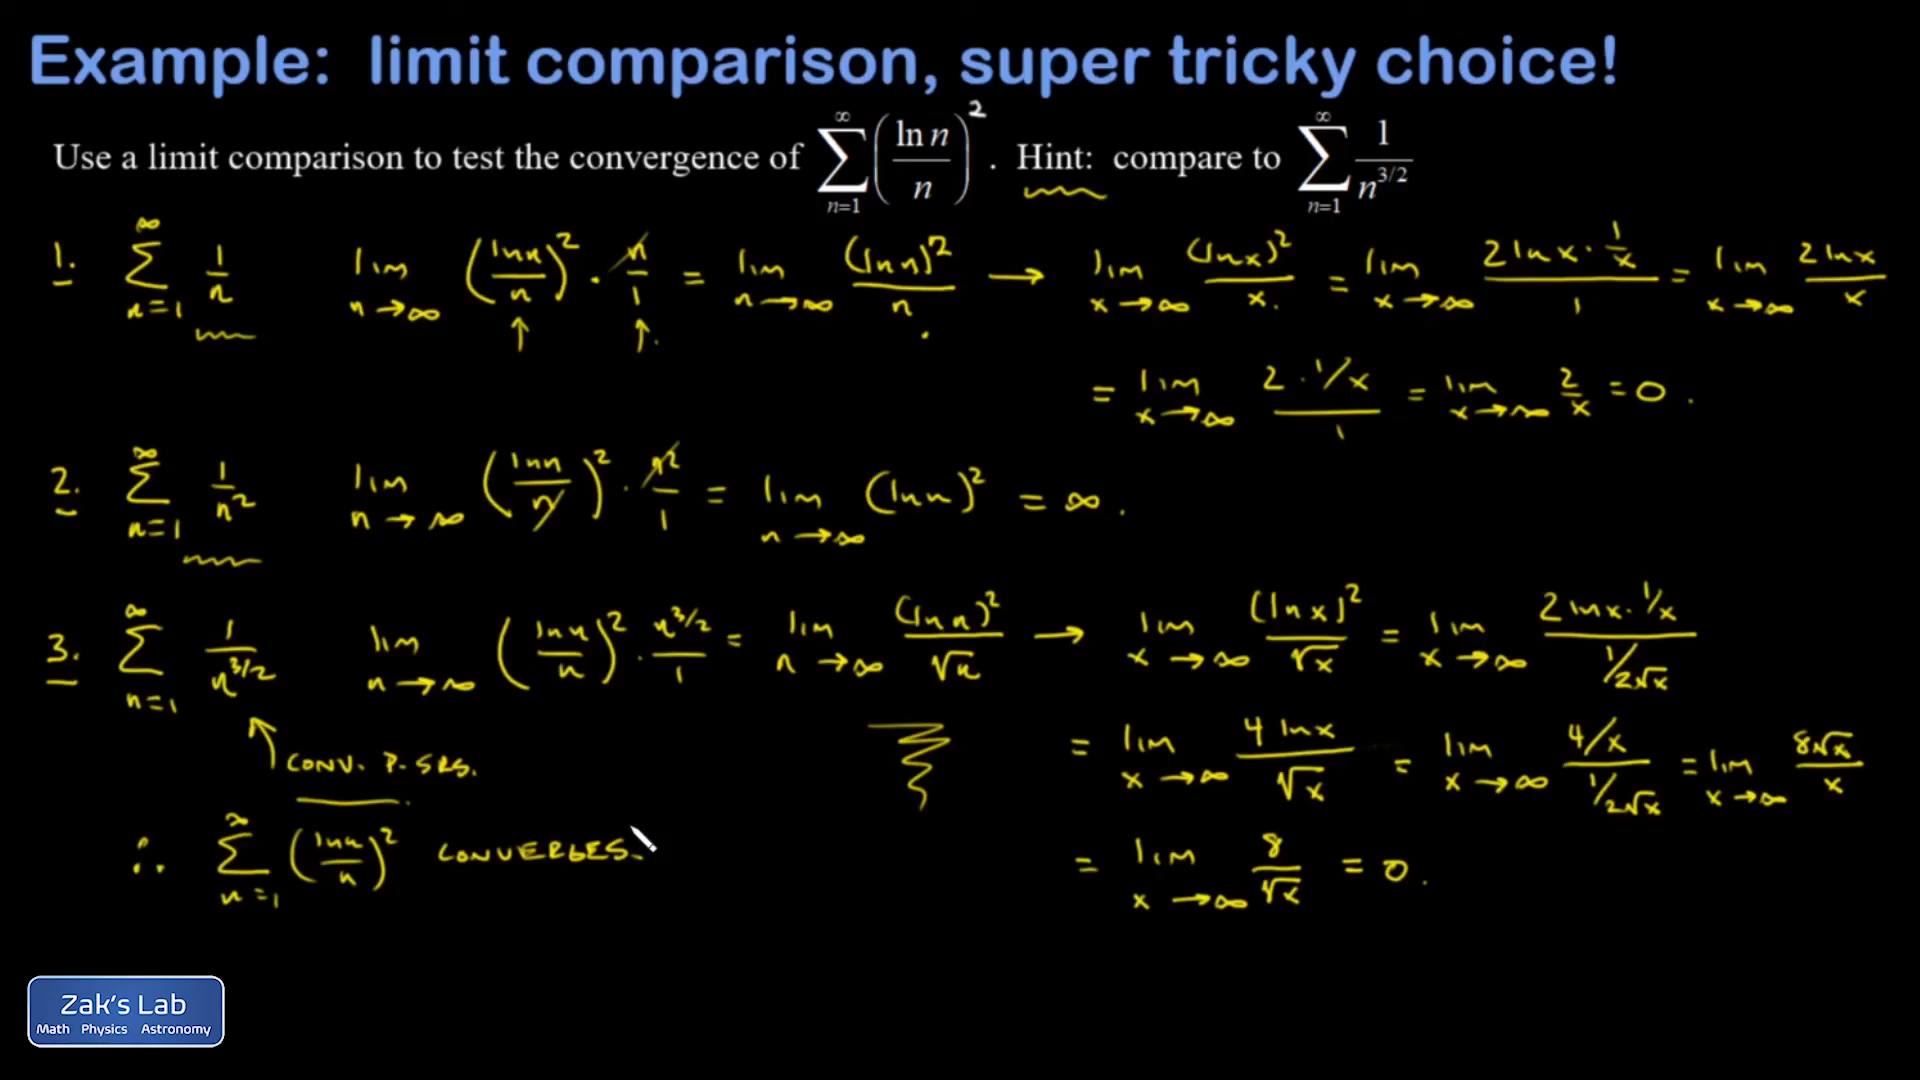 Example: limit comparison, super tricky choice!
Use a limit comparison to test the convergence of ∑_{n=1}^{∞} (ln n / n)^2. Hint: compare to ∑_{n=1}^{∞} 1/n^{3/2}
1. ∑_{n=1}^{∞} 1/n lim_{n→∞} (ln n / n)^2 · n/1 = lim_{n→∞} (ln n)^2 / n → lim_{x→∞} (ln x)^2 / x = lim_{x→∞} (2 ln x · 1/x) / 1 = lim_{x→∞} 2 ln x / x
= lim_{x→∞} (2 · 1/x) / 1 = lim_{x→∞} 2/x = 0.
2. ∑_{n=1}^{∞} 1/n^2 lim_{n→∞} (ln n / n)^2 · n^2/1 = lim_{n→∞} (ln n)^2 = ∞.
3. ∑_{n=1}^{∞} 1/n^{3/2} lim_{n→∞} (ln n / n)^2 · n^{3/2}/1 = lim_{n→∞} (ln n)^2 / √n → lim_{x→∞} (ln x)^2 / √x = lim_{x→∞} (2 ln x · 1/x) / (1/2√x)
= lim_{x→∞} 4 ln x / √x = lim_{x→∞} (4/x) / (1/2√x) = lim_{x→∞} 8√x / x
CONV. P-SRS.
∴ ∑_{n=1}^{∞} (ln n / n)^2 CONVERGES.
= lim_{x→∞} 8/√x = 0.
Zak's Lab
Math Physics Astronomy